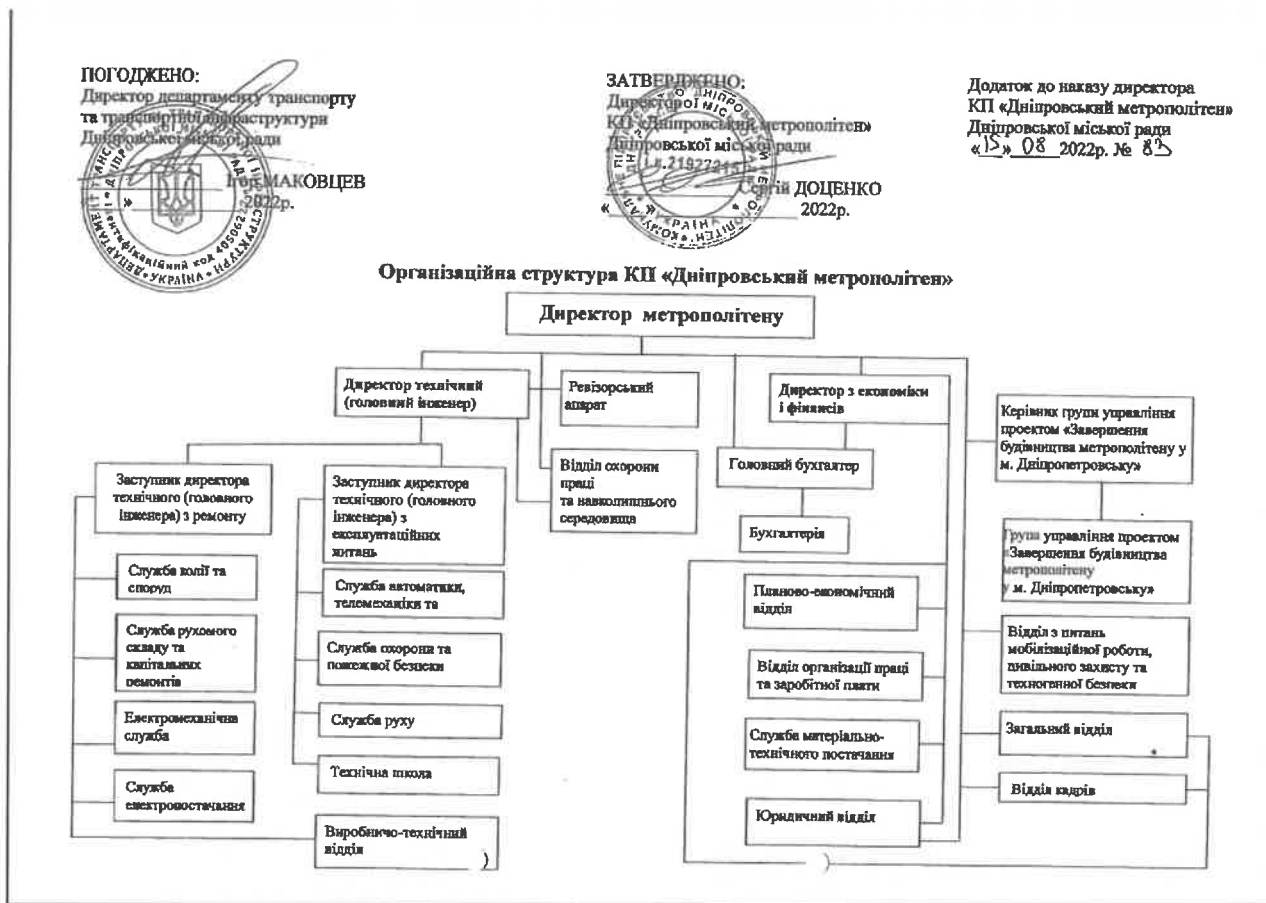 ПОГОДЖЕНО:
Директор департаменту транспорту
та транспортної інфраструктури
Дніпровської міської ради
Ігор МАКОВЦЕВ
» 2022р.
ЗАТВЕРДЖЕНО:
Директор
КП «Дніпровський метрополітен»
Дніпровської міської ради
Сергій ДОЦЕНКО
« 2022р.
Додаток до наказу директора
КП «Дніпровський метрополітен»
Дніпровської міської ради
«15» 08 2022р. № 83
Організаційна структура КП «Дніпровський метрополітен»
Директор метрополітену
Директор технічний
(головний інженер)
Ревізорський
апарат
Директор з економіки
і фінансів
Керівник групи управління
проектом «Завершення
будівництва метрополітену у
м. Дніпропетровську»
Заступник директора
технічного (головного
інженера) з ремонту
Заступник директора
технічного (головного
інженера) з
експлуатаційних
питань
Відділ охорони
праці
та навколишнього
середовища
Головний бухгалтер
Бухгалтерія
Група управління проектом
«Завершення будівництва
метрополітену
у м. Дніпропетровську»
Служба колії та
споруд
Служба автоматики,
телемеханіки та
Планово-економічний
відділ
Служба рухомого
складу та
капітальних
ремонтів
Служба охорони та
пожежної безпеки
Відділ організації праці
та заробітної плати
Відділ з питань
мобілізаційної роботи,
цивільного захисту та
техногенної безпеки
Електромеханічна
служба
Служба руху
Служба матеріально-
технічного постачання
Загальний відділ
Служба
електропостачання
Технічна школа
Юридичний відділ
Відділ кадрів
Виробничо-технічний
відділ